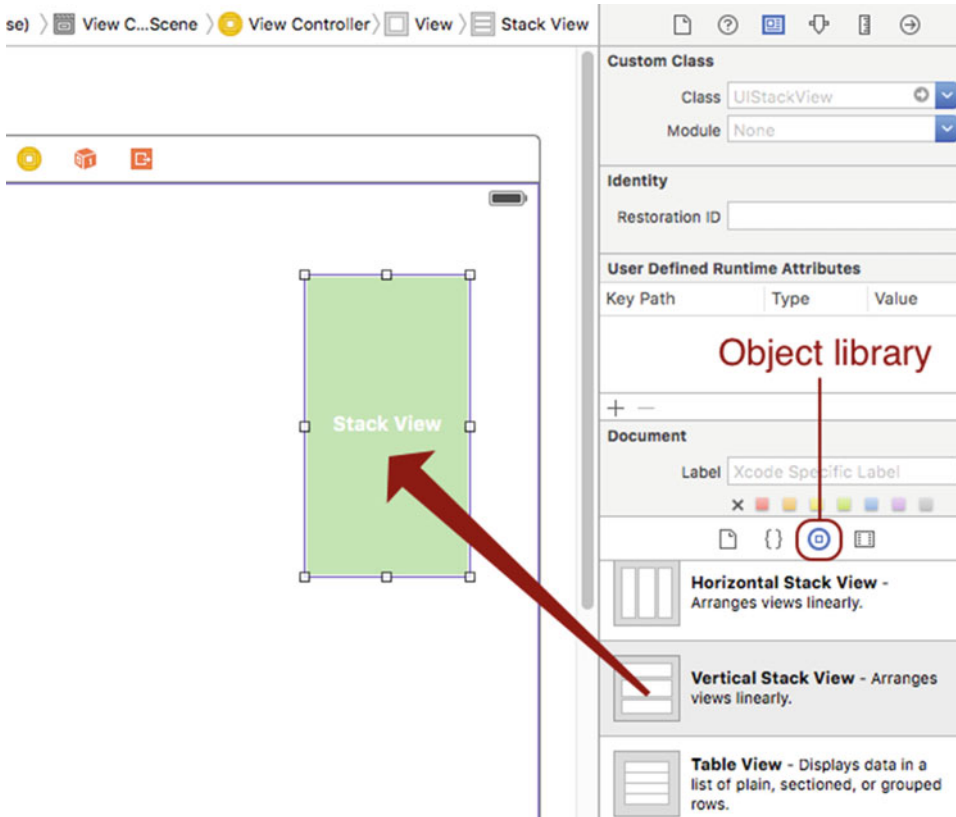 se) 〉 View C...Scene 〉 View Controller 〉 View 〉 Stack View
Custom Class
Class UIStackView
Module None
Identity
Restoration ID
User Defined Runtime Attributes
Key Path Type Value
Object library
+ —
Document
Label Xcode Specific Label
Stack View
Horizontal Stack View -
Arranges views linearly.
Vertical Stack View - Arranges
views linearly.
Table View - Displays data in a
list of plain, sectioned, or grouped
rows.